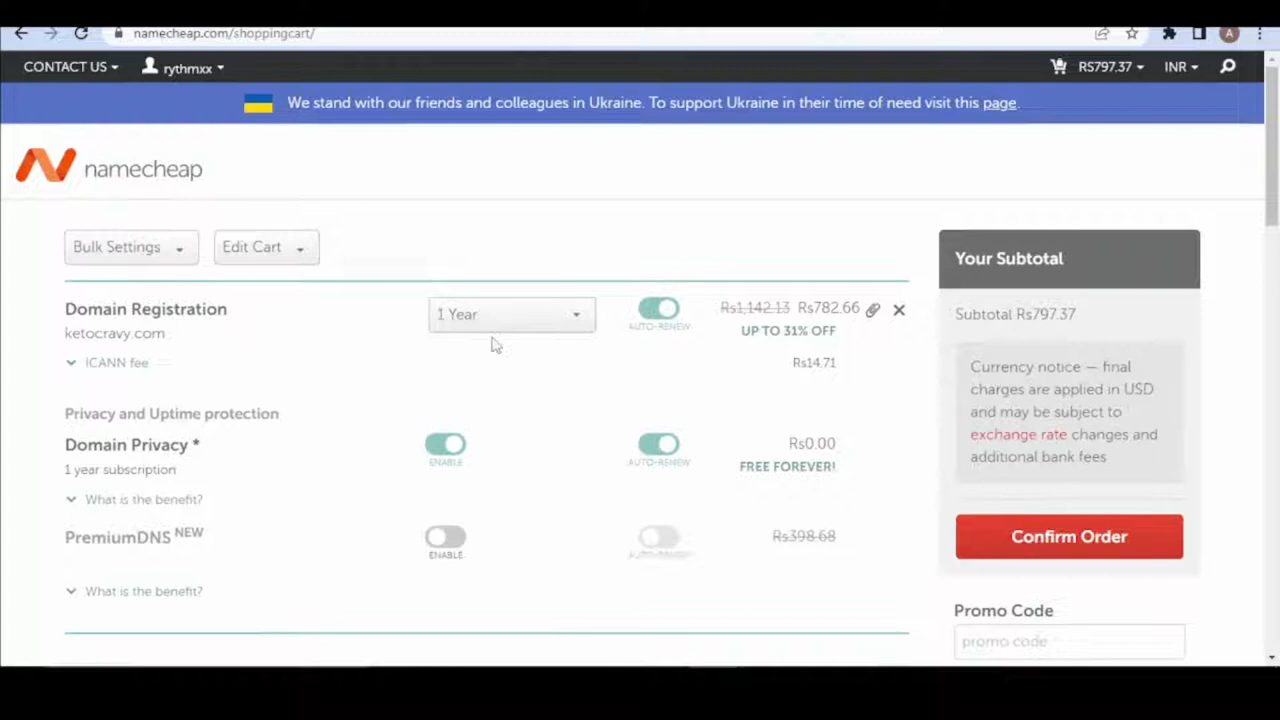 namecheap.com/shoppingcart/
A
CONTACT US
rythmxx
RS797.37
INR
We stand with our friends and colleagues in Ukraine. To support Ukraine in their time of need visit this page.
namecheap
Bulk Settings
Edit Cart
Your Subtotal
Domain Registration
1 Year
Rs1,142.13 Rs782.66
Subtotal Rs797.37
ketocravy.com
AUTO-RENEW
UP TO 31% OFF
ICANN fee
Rs14.71
Currency notice — final
charges are applied in USD
and may be subject to
exchange rate changes and
additional bank fees
Privacy and Uptime protection
Domain Privacy *
Rs0.00
1 year subscription
ENABLE
AUTO-RENEW
FREE FOREVER!
What is the benefit?
PremiumDNS NEW
Rs398.68
ENABLE
AUTO-RENEW
Confirm Order
What is the benefit?
Promo Code
promo code